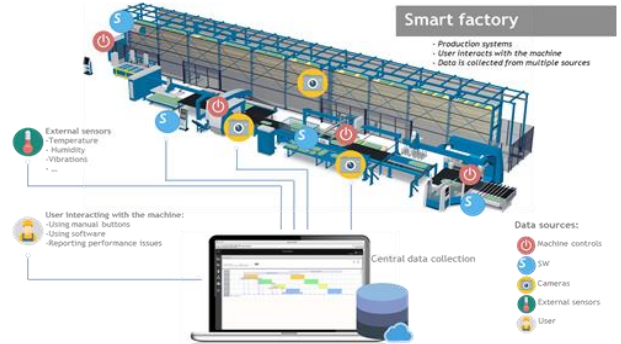 Smart factory
- Production systems
- User interacts with the machine
- Data is collected from multiple sources
S
S
S
S
External sensors
-Temperature
- Humidity
-Vibrations
- ...
User interacting with the machine:
-Using manual buttons
-Using software
-Reporting performance issues
Central data collection
Data sources:
Machine controls
S
SW
Cameras
External sensors
User